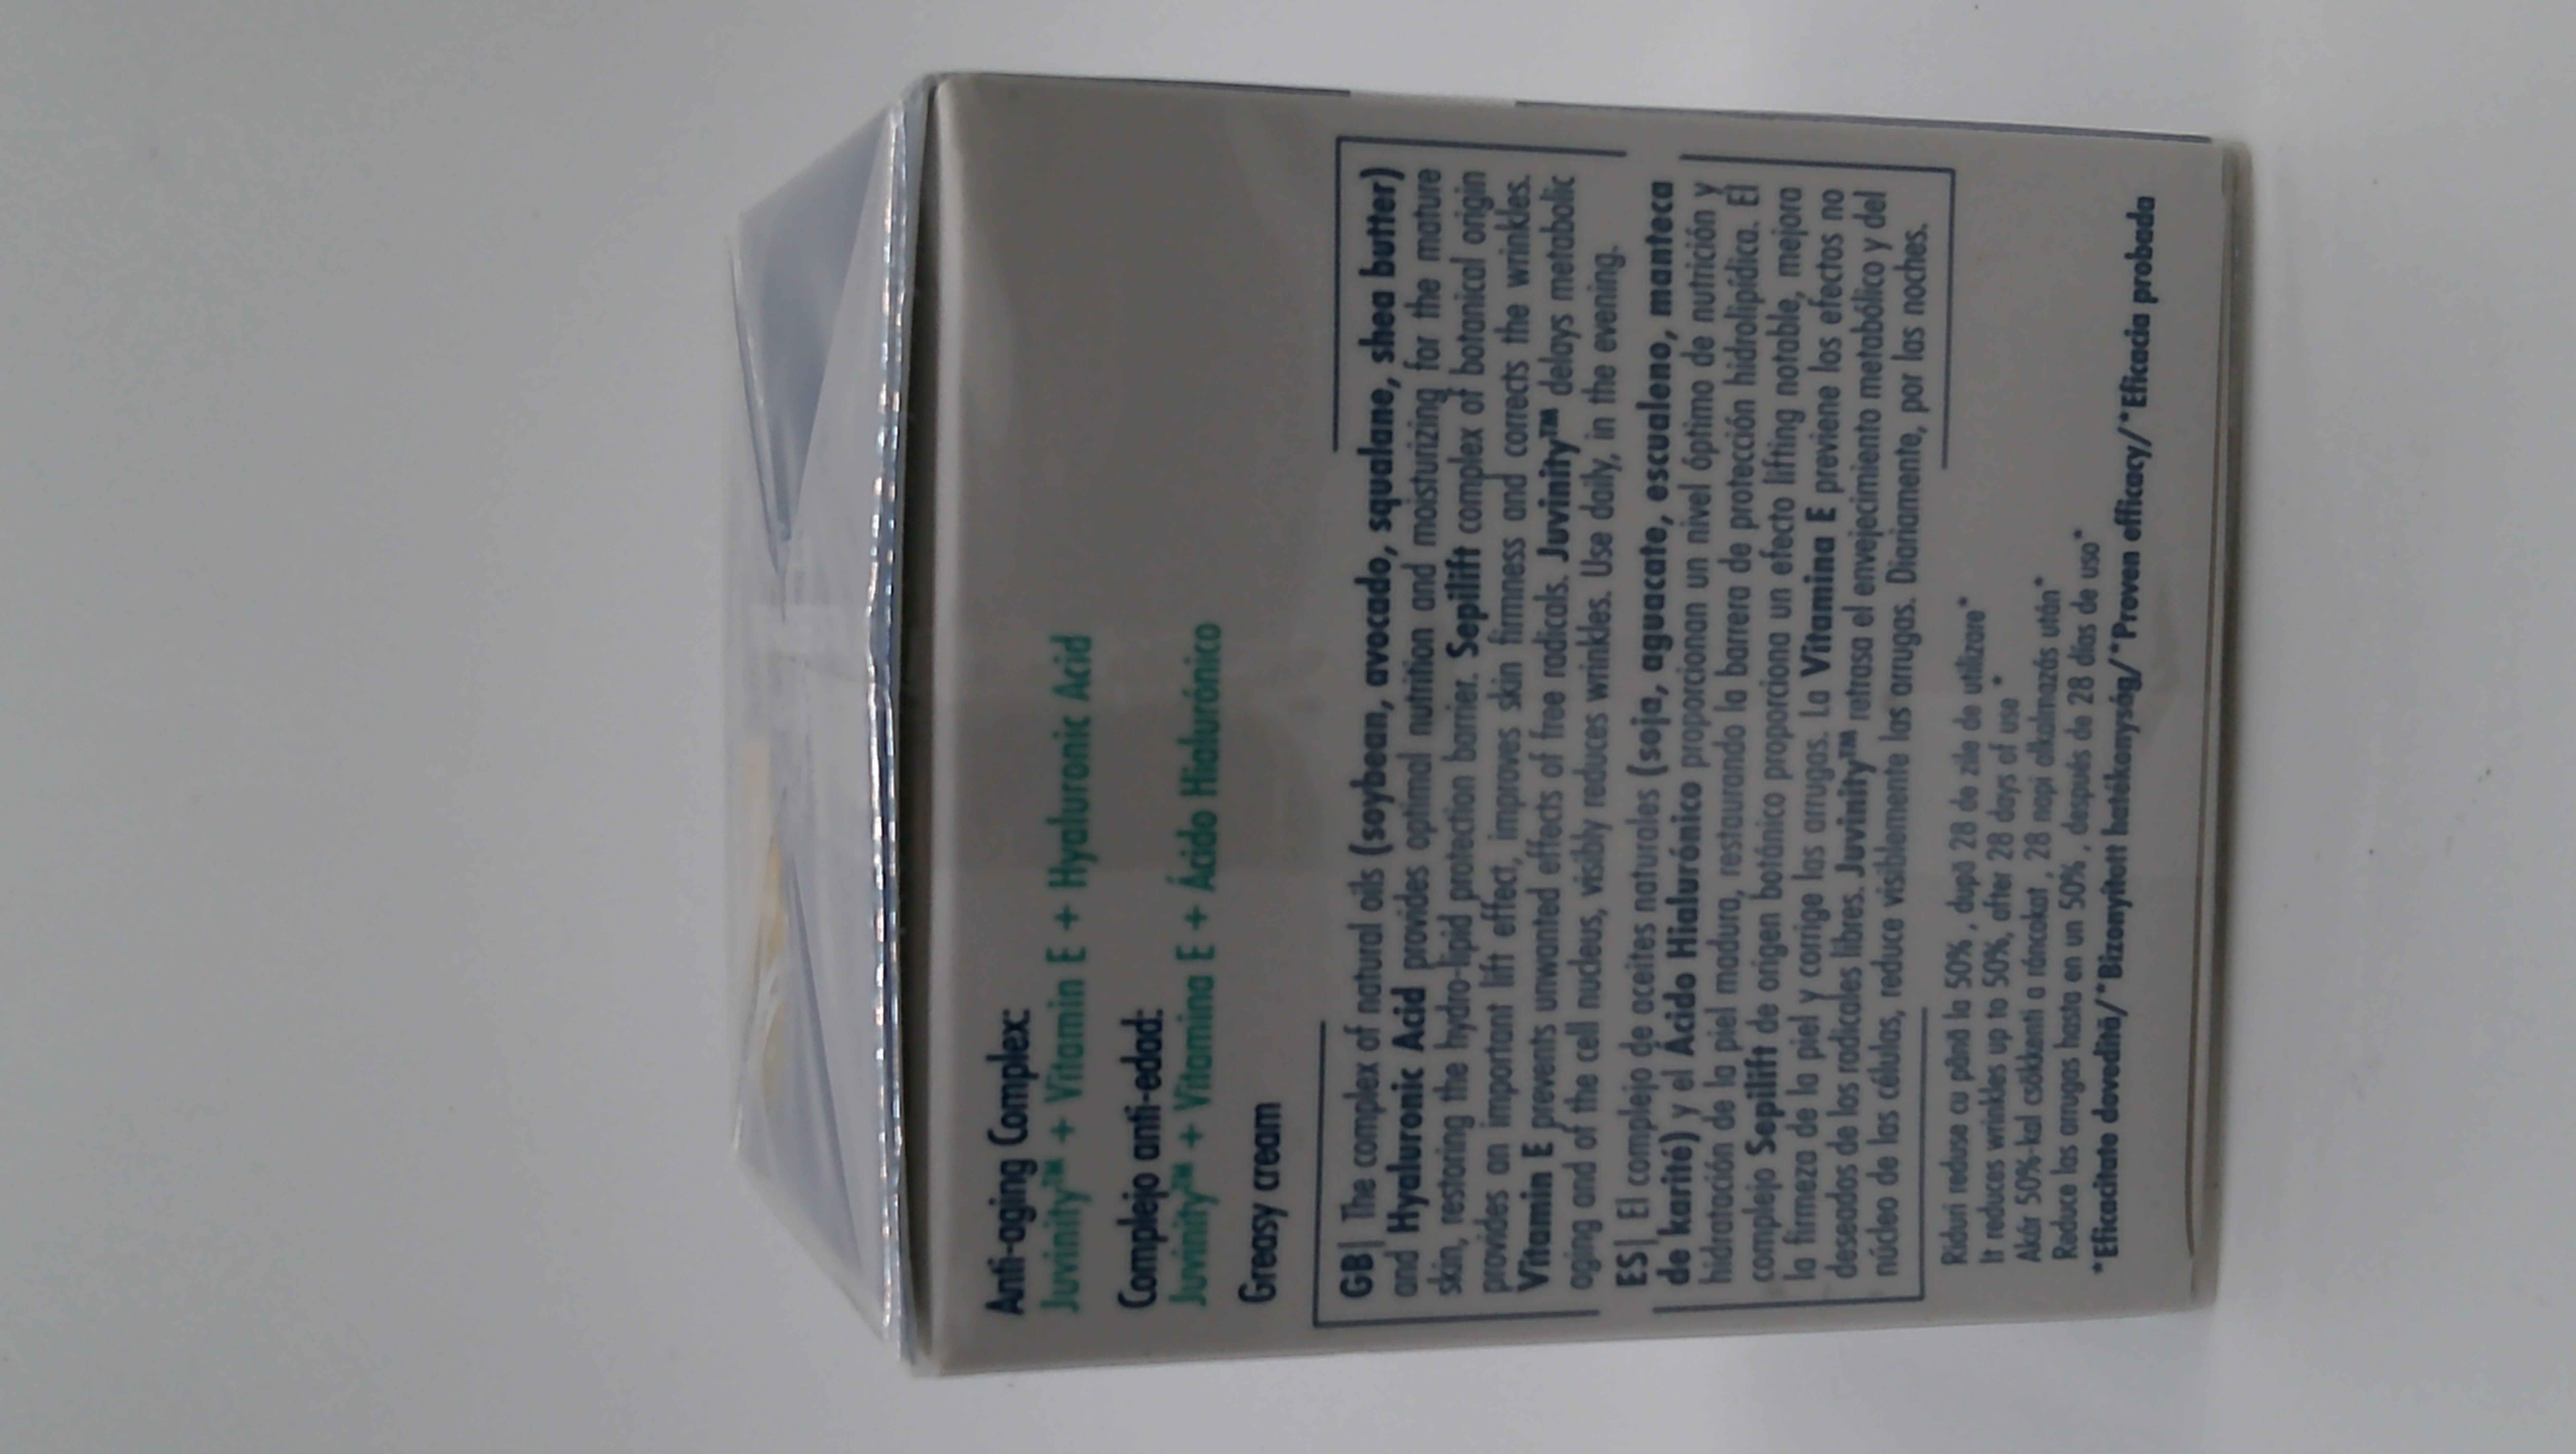 Anti-aging Complex:
Juvinity™ + Vitamin E + Hyaluronic Acid
Complejo anti-edad:
Juvinity™ + Vitamina E + Ácido Hialurónico
Greasy cream
GB| The complex of natural oils (soybean, avocado, squalane, shea butter)
and Hyaluronic Acid provides optimal nutrition and moisturizing for the mature
skin, restoring the hydro-lipid protection barrier. Sepilift complex of botanical origin
provides an important lift effect, improves skin firmness and corrects the wrinkles.
Vitamin E prevents unwanted effects of free radicals. Juvinity™ delays metabolic
aging and of the cell nucleus, visibly reduces wrinkles. Use daily, in the evening.
ES| El complejo de aceites naturales (soja, aguacate, escualeno, manteca
de karité) y el Ácido Hialurónico proporcionan un nivel óptimo de nutrición y
hidratación de la piel madura, restaurando la barrera de protección hidrolipídica. El
complejo Sepilift de origen botánico proporciona un efecto lifting notable, mejora
la firmeza de la piel y corrige las arrugas. La Vitamina E previene los efectos no
deseados de los radicales libres. Juvinity™ retrasa el envejecimiento metabólico y del
núcleo de las células, reduce visiblemente las arrugas. Diariamente, por las noches.
Riduri reduse cu până la 50% , după 28 de zile de utilizare*
It reduces wrinkles up to 50%, after 28 days of use*
Akár 50%-kal csökkenti a ráncokat , 28 napi alkalmazás után*
Reduce las arrugas hasta en un 50% , después de 28 días de uso*
*Eficacitate dovedită/*Bizonyított hatékonyság/*Proven efficacy/*Eficacia probada